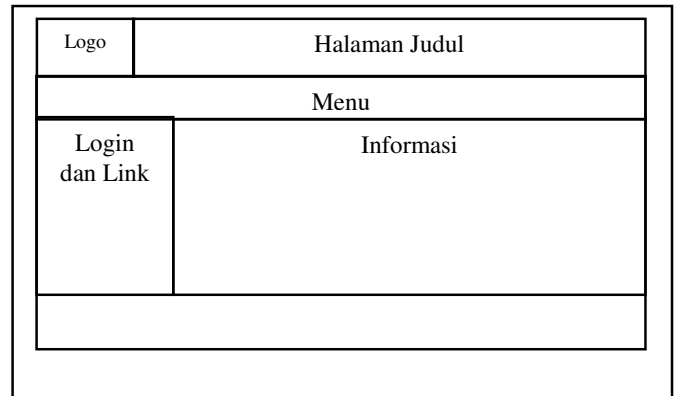 Logo
Halaman Judul
Menu
Login
dan Link
Informasi